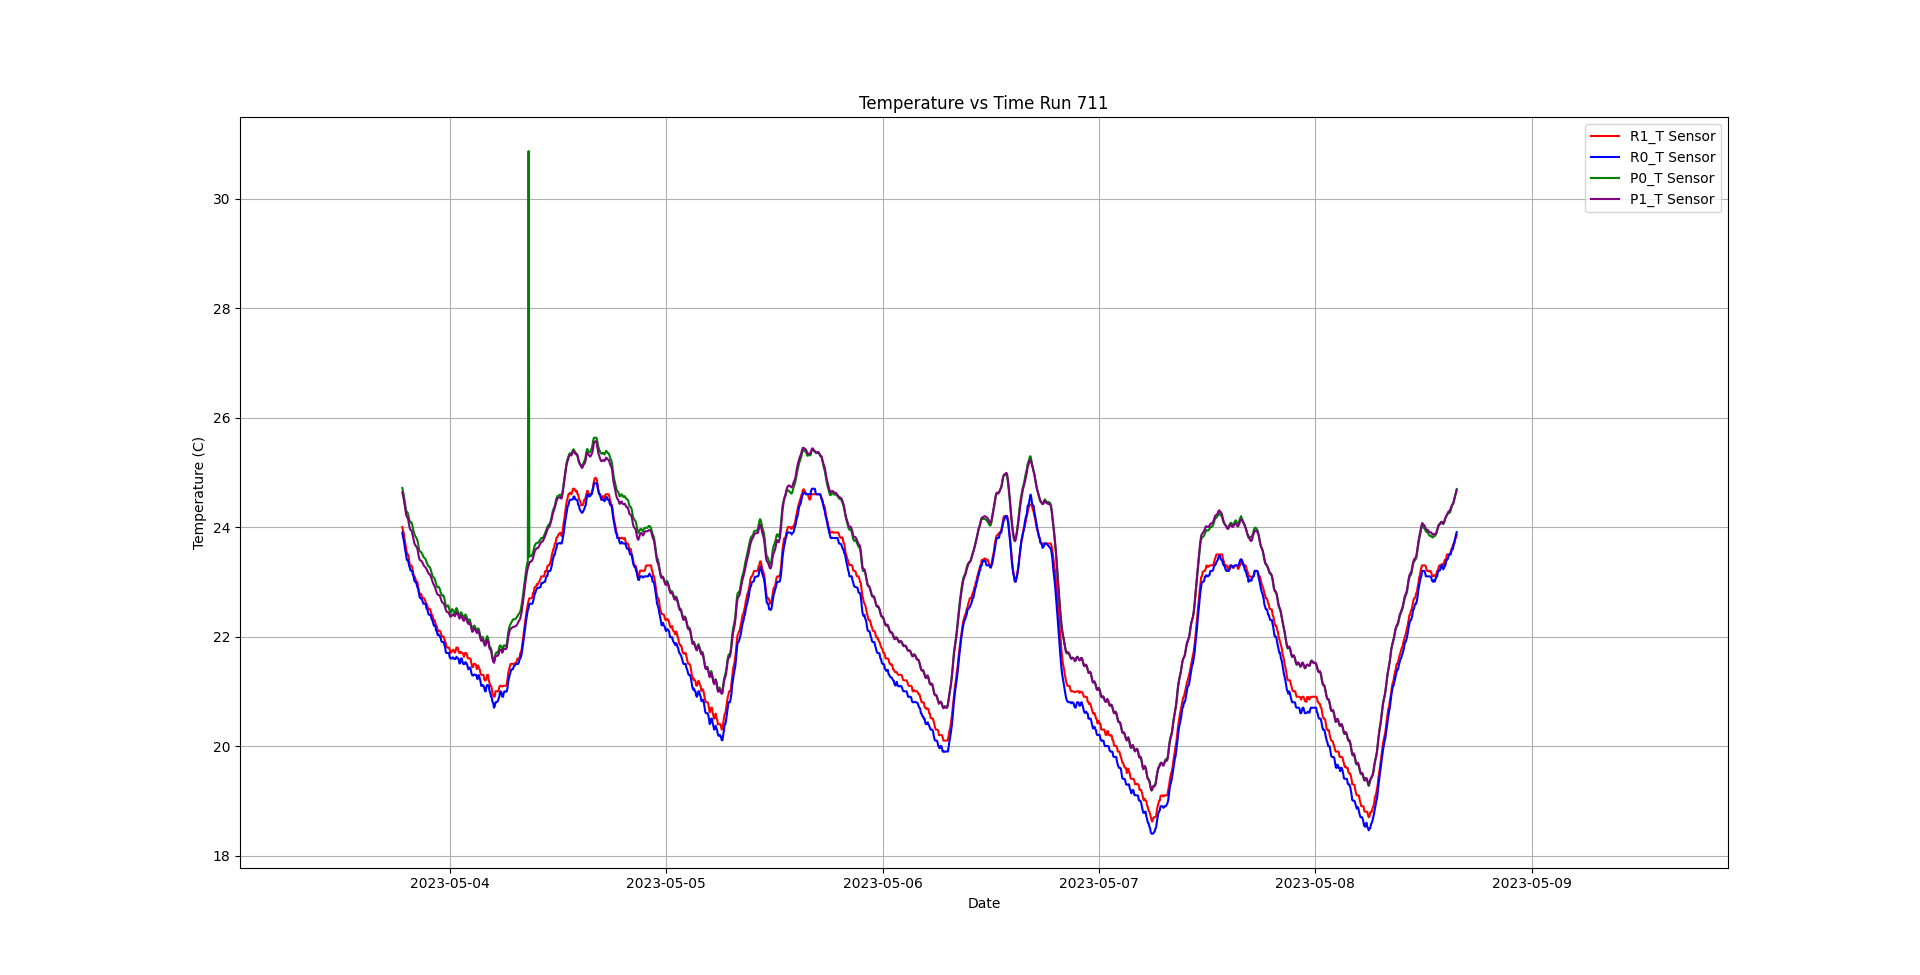 Temperature vs Time Run 711
R1_T Sensor
R0_T Sensor
P0_T Sensor
P1_T Sensor
Temperature (C)
30
28
26
24
22
20
18
2023-05-04 2023-05-05 2023-05-06 2023-05-07 2023-05-08 2023-05-09
Date